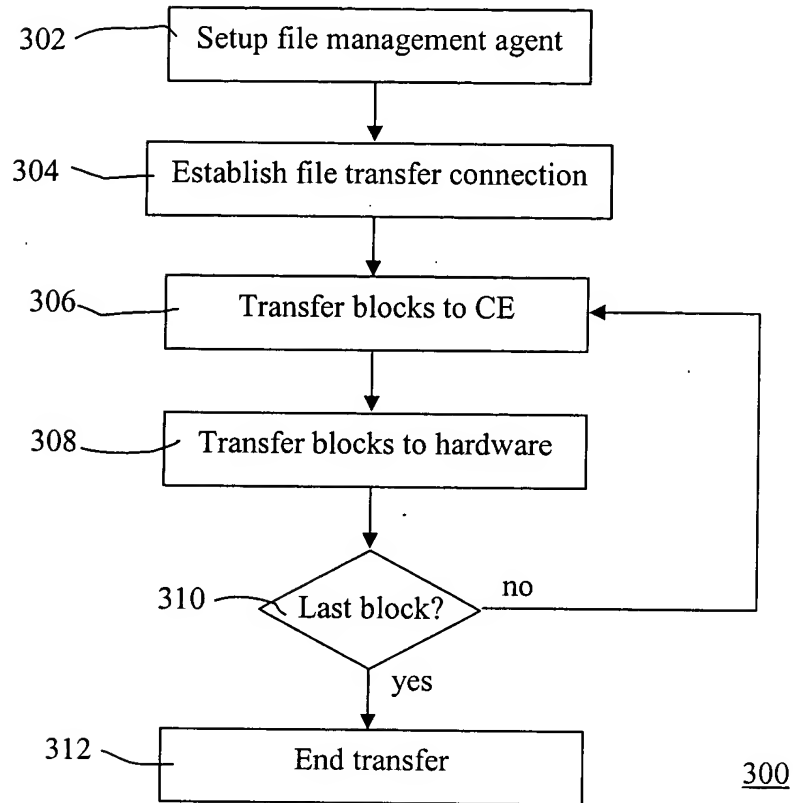 302
Setup file management agent
304
Establish file transfer connection
306
Transfer blocks to CE
308
Transfer blocks to hardware
310
Last block?
no
yes
312
End transfer
300